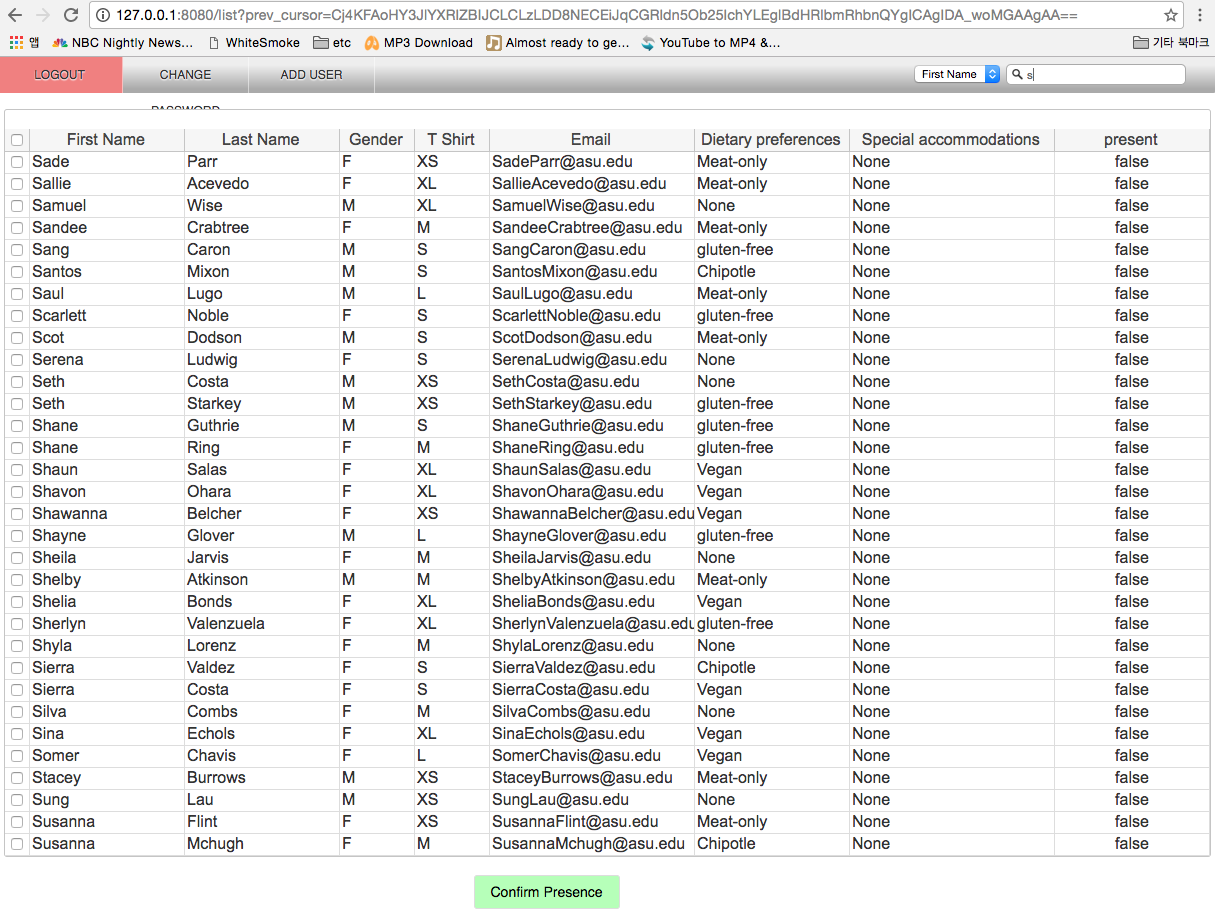 127.0.0.1:8080/list?prev_cursor=Cj4KFAoHY3JlYXRlZBIJCLCLzLDD8NECEiJqCGRldn5Ob25lchYLEglBdHRlbmRhbnQYgICAgIDA_woMGAAgAA==
앱 NBC Nightly News... WhiteSmoke etc MP3 Download Almost ready to ge... YouTube to MP4 &... 기타 북마크
LOGOUT CHANGE ADD USER First Name s
PASSWORD
First Name Last Name Gender T Shirt Email Dietary preferences Special accommodations present
Sade Parr F XS SadeParr@asu.edu Meat-only None false
Sallie Acevedo F XL SallieAcevedo@asu.edu Meat-only None false
Samuel Wise M XL SamuelWise@asu.edu None None false
Sandee Crabtree F M SandeeCrabtree@asu.edu Meat-only None false
Sang Caron M S SangCaron@asu.edu gluten-free None false
Santos Mixon M S SantosMixon@asu.edu Chipotle None false
Saul Lugo M L SaulLugo@asu.edu Meat-only None false
Scarlett Noble F S ScarlettNoble@asu.edu gluten-free None false
Scot Dodson M S ScotDodson@asu.edu Meat-only None false
Serena Ludwig F S SerenaLudwig@asu.edu None None false
Seth Costa M XS SethCosta@asu.edu None None false
Seth Starkey M XS SethStarkey@asu.edu gluten-free None false
Shane Guthrie M S ShaneGuthrie@asu.edu gluten-free None false
Shane Ring F M ShaneRing@asu.edu gluten-free None false
Shaun Salas F XL ShaunSalas@asu.edu Vegan None false
Shavon Ohara F XL ShavonOhara@asu.edu Vegan None false
Shawanna Belcher F XS ShawannaBelcher@asu.edu Vegan None false
Shayne Glover M L ShayneGlover@asu.edu gluten-free None false
Sheila Jarvis F M SheilaJarvis@asu.edu None None false
Shelby Atkinson M M ShelbyAtkinson@asu.edu Meat-only None false
Shelia Bonds F XL SheliaBonds@asu.edu Vegan None false
Sherlyn Valenzuela F XL SherlynValenzuela@asu.edu gluten-free None false
Shyla Lorenz F M ShylaLorenz@asu.edu None None false
Sierra Valdez F S SierraValdez@asu.edu Chipotle None false
Sierra Costa F S SierraCosta@asu.edu Vegan None false
Silva Combs F M SilvaCombs@asu.edu None None false
Sina Echols F XL SinaEchols@asu.edu Vegan None false
Somer Chavis F L SomerChavis@asu.edu Vegan None false
Stacey Burrows M XS StaceyBurrows@asu.edu Meat-only None false
Sung Lau M XS SungLau@asu.edu None None false
Susanna Flint F XS SusannaFlint@asu.edu Meat-only None false
Susanna Mchugh F M SusannaMchugh@asu.edu Chipotle None false
Confirm Presence